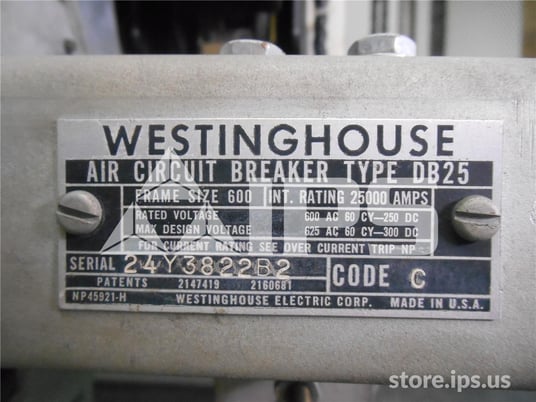 WESTINGHOUSE
AIR CIRCUIT BREAKER TYPE DB25
FRAME SIZE 600 INT. RATING 25000 AMPS
RATED VOLTAGE 600 AC 60 CY-250 DC
MAX DESIGN VOLTAGE 625 AC 60 CY-300 DC
FOR CURRENT RATING SEE OVER CURRENT TRIP NP
SERIAL 24Y3822B2 CODE C
PATENTS 2147419 2160681
NP45921-H WESTINGHOUSE ELECTRIC CORP. MADE IN U.S.A.
store.ips.us